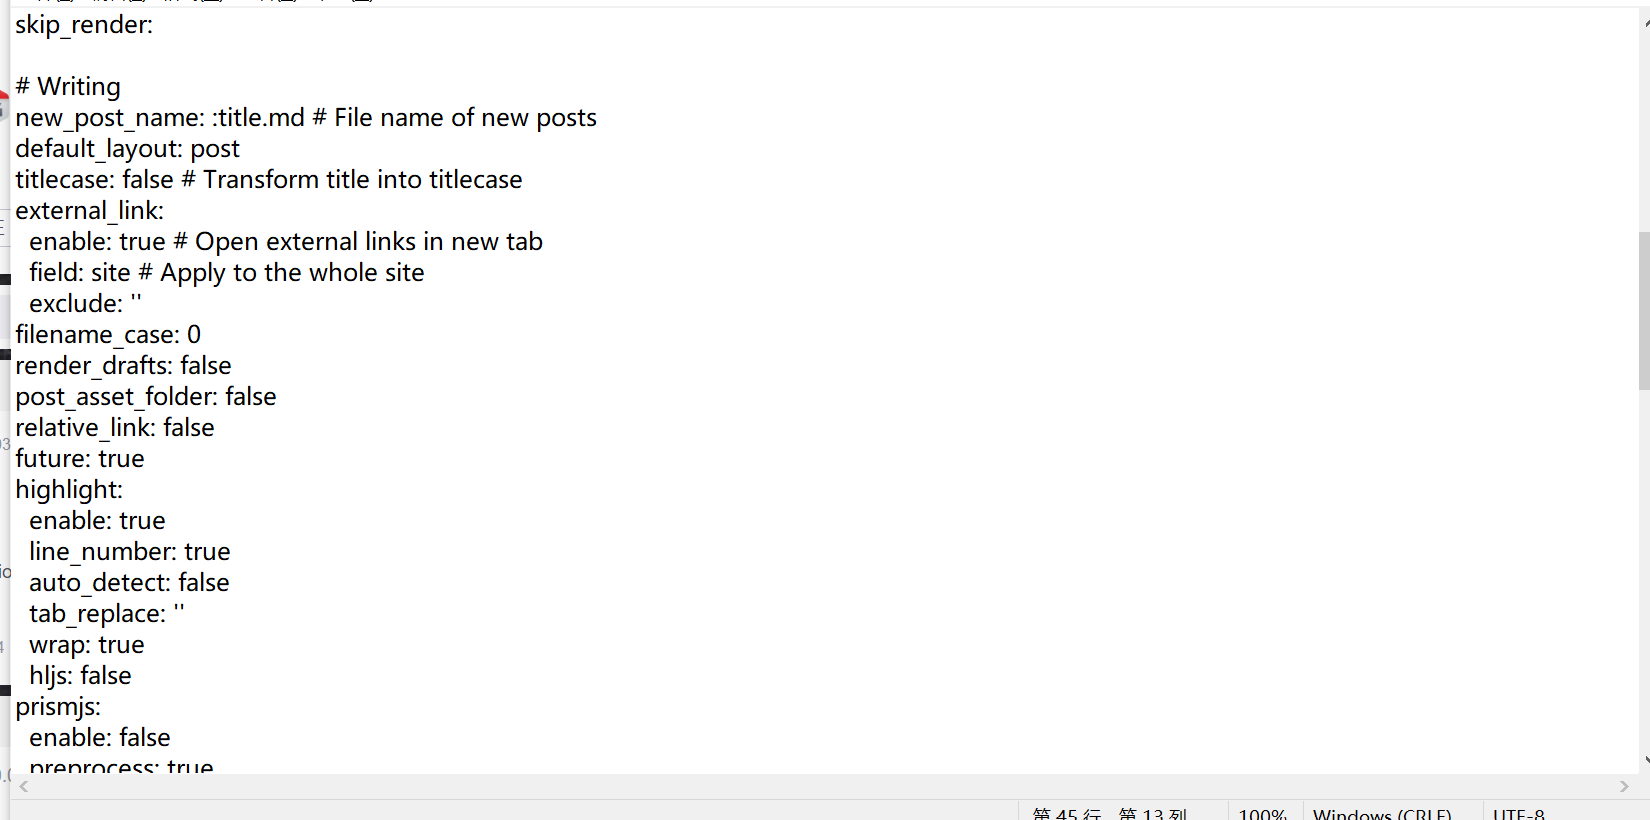 skip_render:
# Writing
new_post_name: :title.md # File name of new posts
default_layout: post
titlecase: false # Transform title into titlecase
external_link:
  enable: true # Open external links in new tab
  field: site # Apply to the whole site
  exclude: ''
filename_case: 0
render_drafts: false
post_asset_folder: false
relative_link: false
future: true
highlight:
  enable: true
  line_number: true
  auto_detect: false
  tab_replace: ''
  wrap: true
  hljs: false
prismjs:
  enable: false
  preprocess: true
第 45 行，第 13 列 100% Windows (CRLF) UTF-8